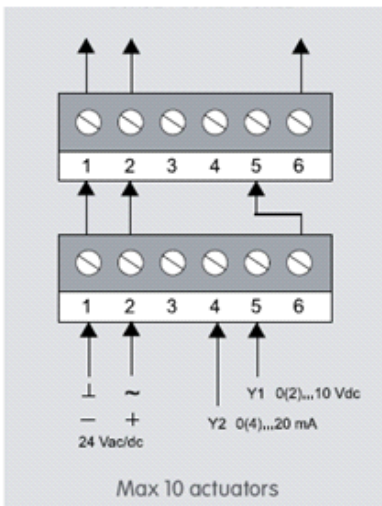 1 2 3 4 5 6
1 2 3 4 5 6
⊥ ~
– +
24 Vac/dc
Y1 0(2)...10 Vdc
Y2 0(4)...20 mA
Max 10 actuators